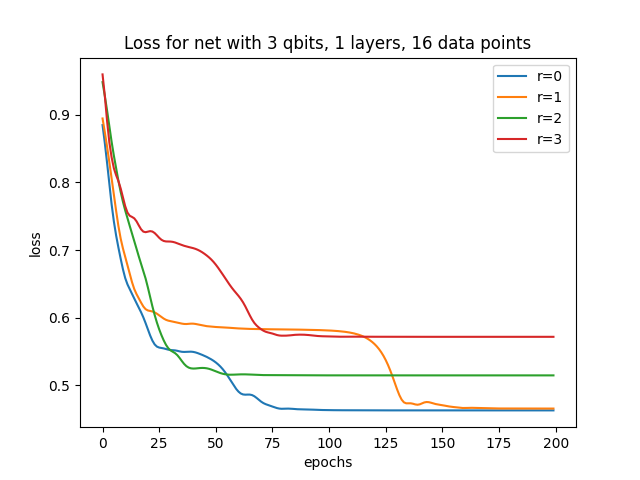 Loss for net with 3 qbits, 1 layers, 16 data points
r=0
r=1
r=2
r=3
loss
0.9
0.8
0.7
0.6
0.5
0 25 50 75 100 125 150 175 200
epochs